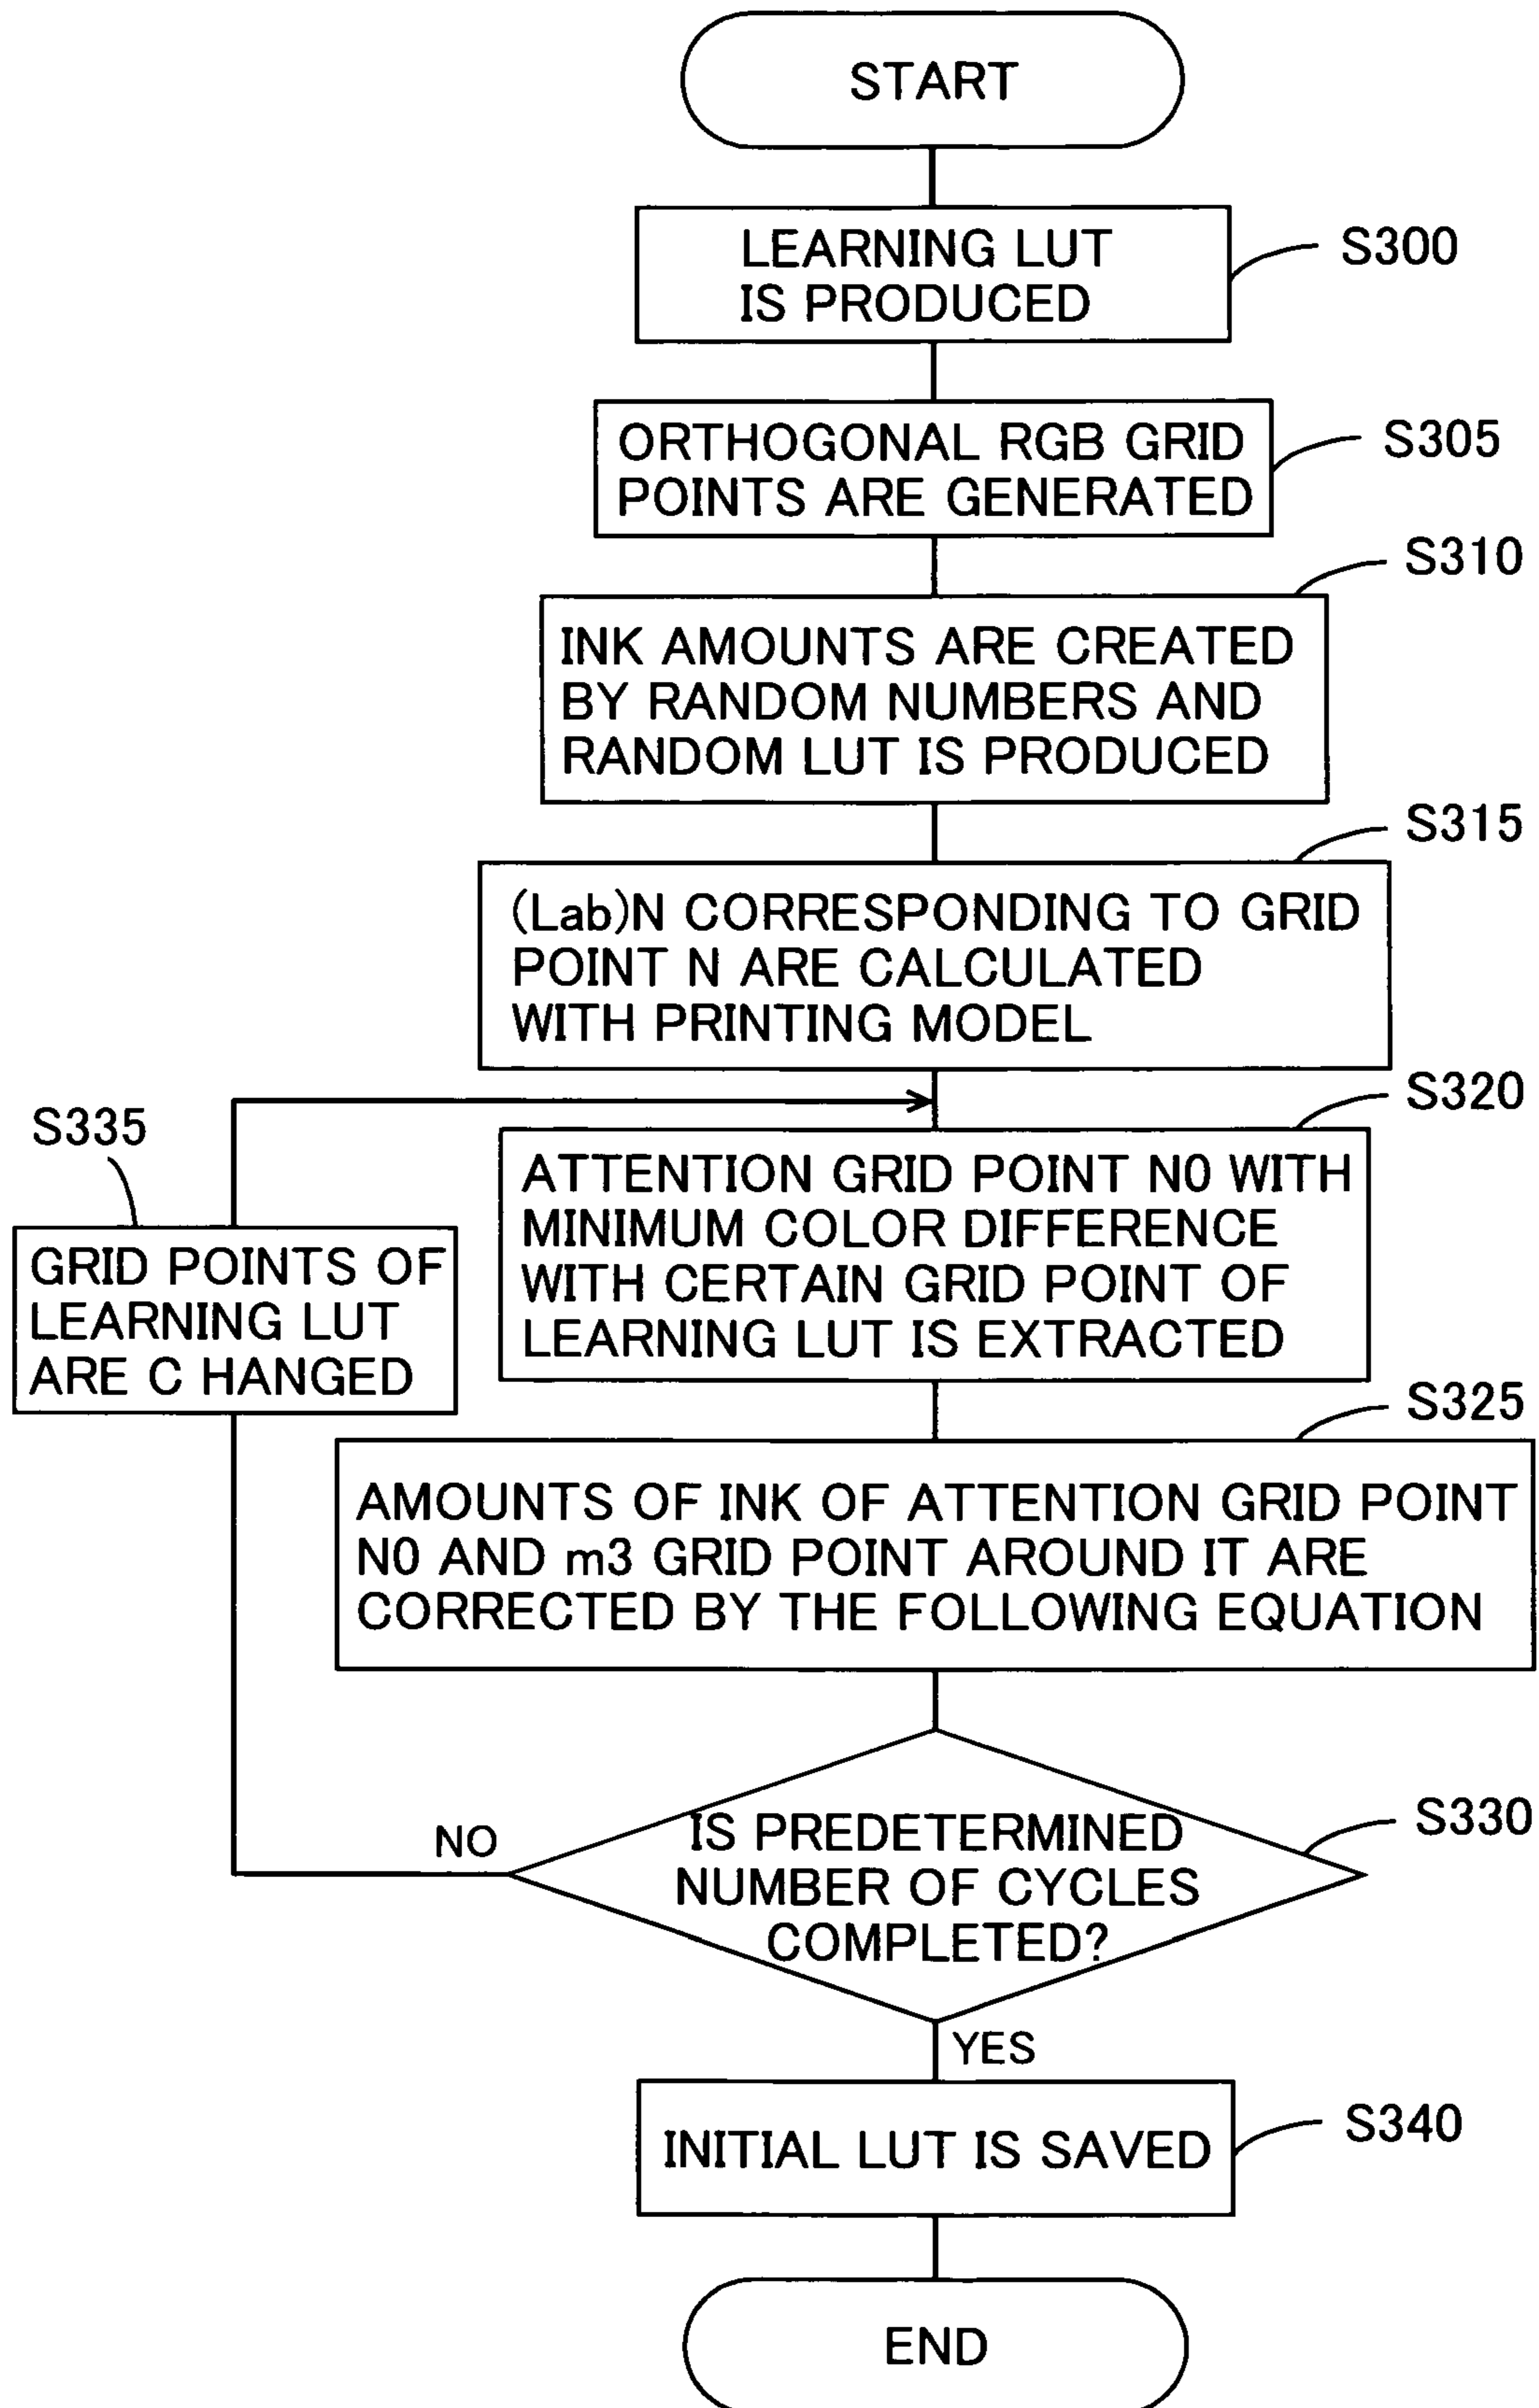 START
LEARNING LUT
IS PRODUCED
S300
ORTHOGONAL RGB GRID
POINTS ARE GENERATED
S305
S310
INK AMOUNTS ARE CREATED
BY RANDOM NUMBERS AND
RANDOM LUT IS PRODUCED
S315
(Lab)N CORRESPONDING TO GRID
POINT N ARE CALCULATED
WITH PRINTING MODEL
S320
ATTENTION GRID POINT N0 WITH
MINIMUM COLOR DIFFERENCE
WITH CERTAIN GRID POINT OF
LEARNING LUT IS EXTRACTED
S335
GRID POINTS OF
LEARNING LUT
ARE C HANGED
S325
AMOUNTS OF INK OF ATTENTION GRID POINT
N0 AND m3 GRID POINT AROUND IT ARE
CORRECTED BY THE FOLLOWING EQUATION
S330
IS PREDETERMINED
NUMBER OF CYCLES
COMPLETED?
NO
YES
INITIAL LUT IS SAVED
S340
END